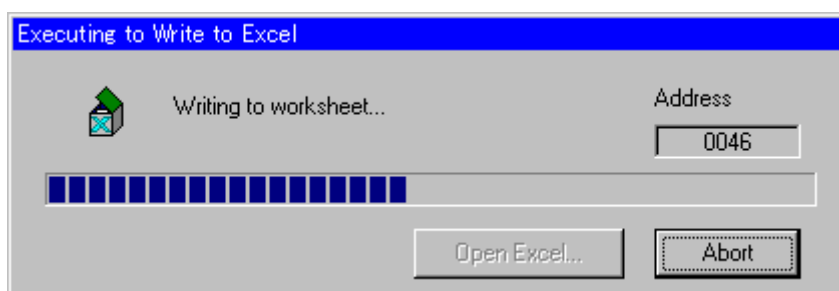 Executing to Write to Excel
Writing to worksheet...
Address
0046
Open Excel...
Abort